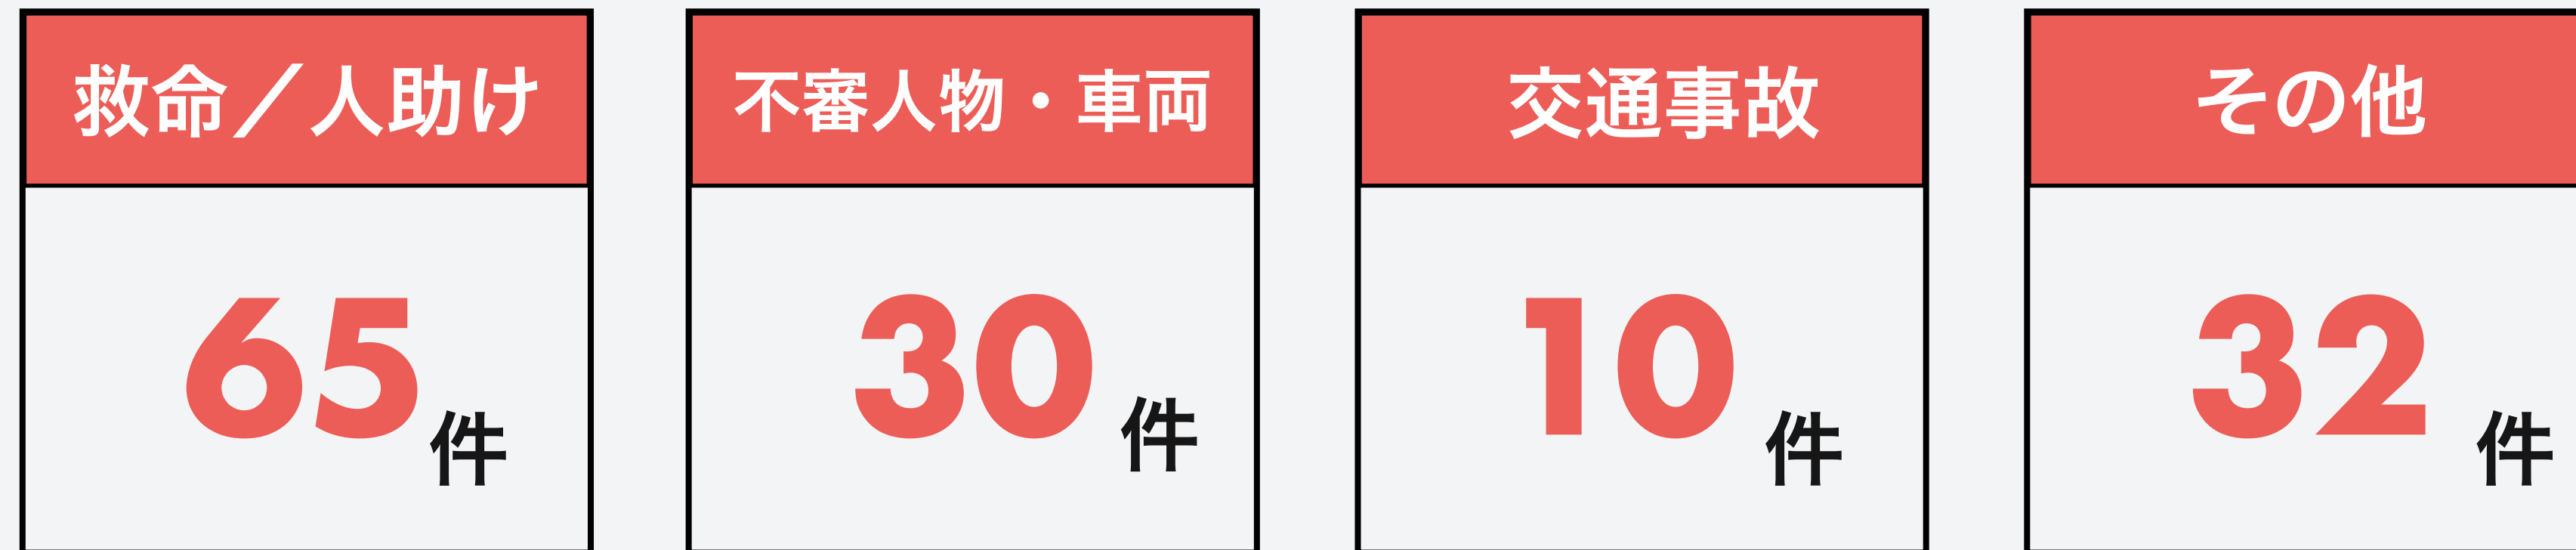 救命／人助け
65件
不審人物・車両
30件
交通事故
10件
その他
32件